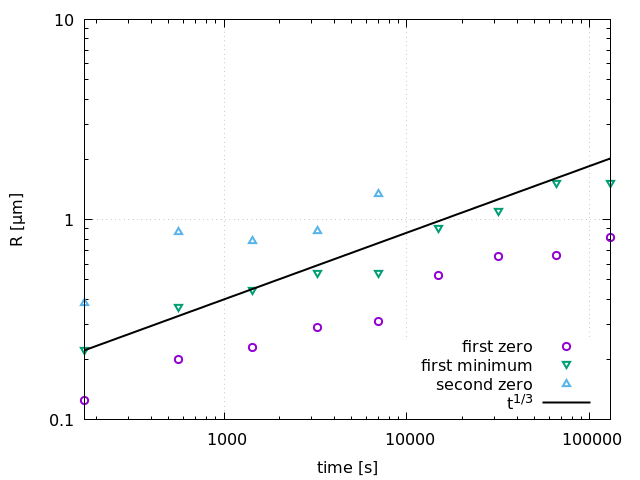 10
1
0.1
R [µm]
1000
10000
100000
time [s]
first zero
first minimum
second zero
t^1/3